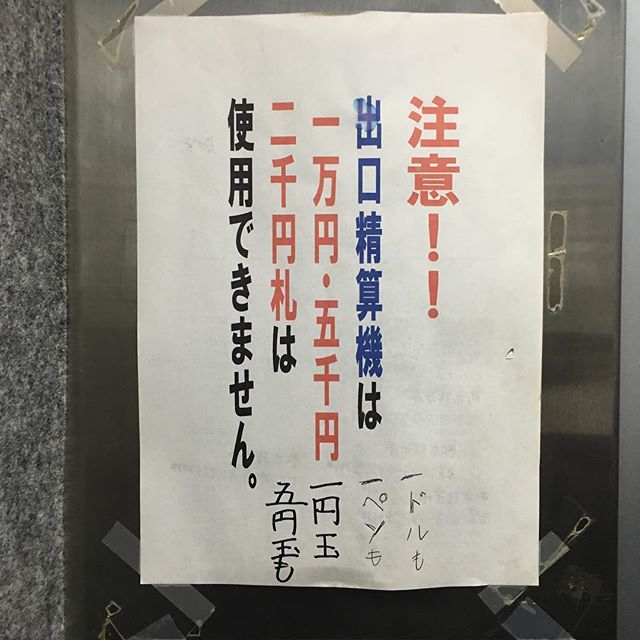 注意!!
出口精算機は
一万円・五千円
二千円札は
使用できません。
一ドルも
一ペソも
一円玉
五円玉も